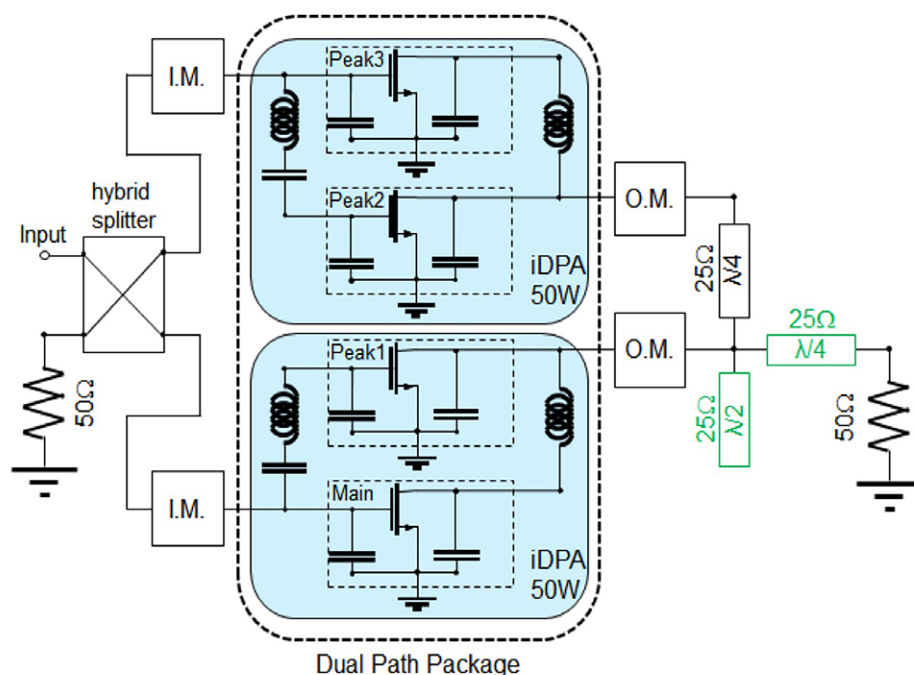 I.M.
Peak3
hybrid
splitter
Input
Peak2
O.M.
iDPA
50W
25Ω
λ/4
50Ω
Peak1
O.M.
25Ω
λ/4
25Ω
λ/2
50Ω
I.M.
Main
iDPA
50W
Dual Path Package